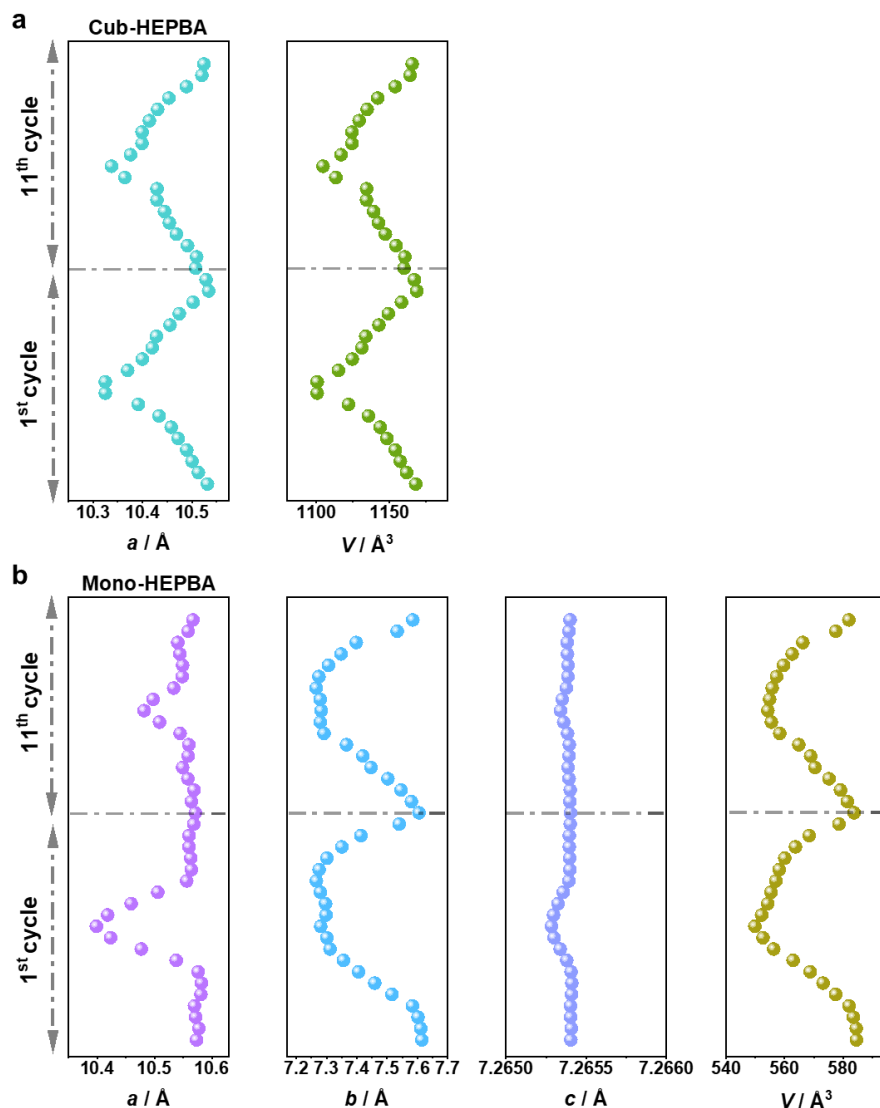 a
Cub-HEPBA
11th cycle
1st cycle
10.3 10.4 10.5
a / Å
1100 1150
V / Å3
b
Mono-HEPBA
11th cycle
1st cycle
10.4 10.5 10.6
a / Å
7.2 7.3 7.4 7.5 7.6 7.7
b / Å
7.2650 7.2655 7.2660
c / Å
540 560 580
V / Å3